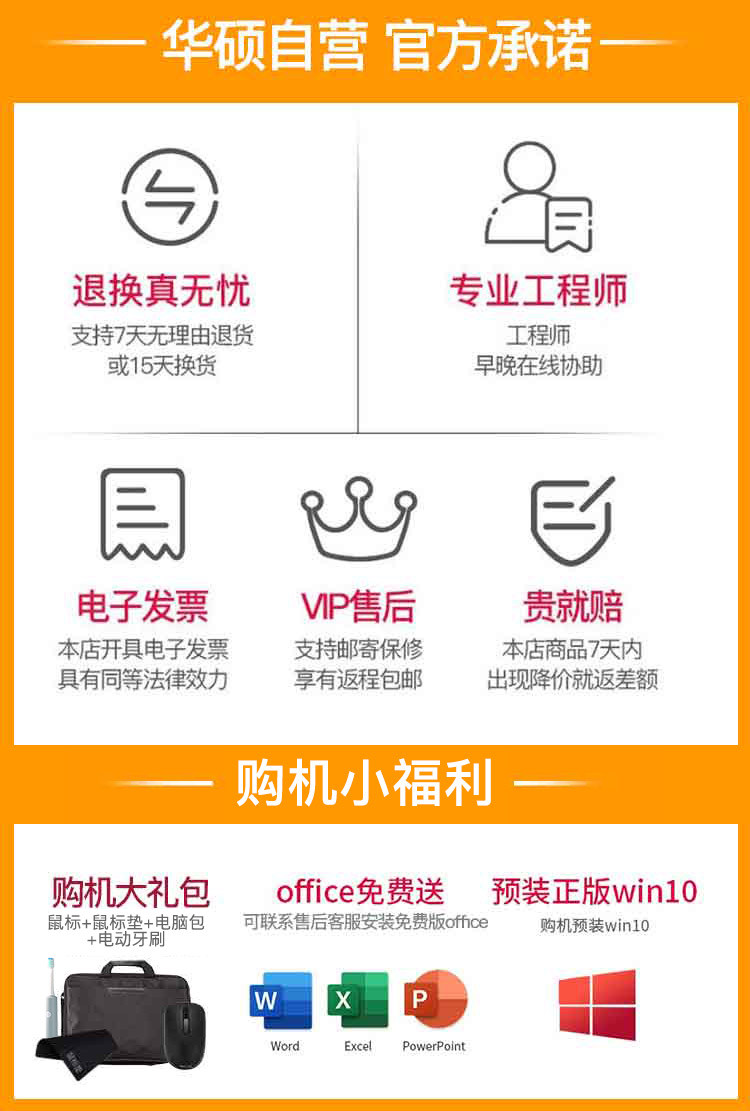 华硕自营 官方承诺
退换真无忧
支持7天无理由退货
或15天换货
专业工程师
工程师
早晚在线协助
电子发票
本店开具电子发票
具有同等法律效力
VIP售后
支持邮寄保修
享有返程包邮
贵就赔
本店商品7天内
出现降价就返差额
购机小福利
购机大礼包
鼠标+鼠标垫+电脑包
+电动牙刷
office免费送
可联系售后客服安装免费版office
W
Word
X
Excel
P
PowerPoint
预装正版win10
购机预装win10